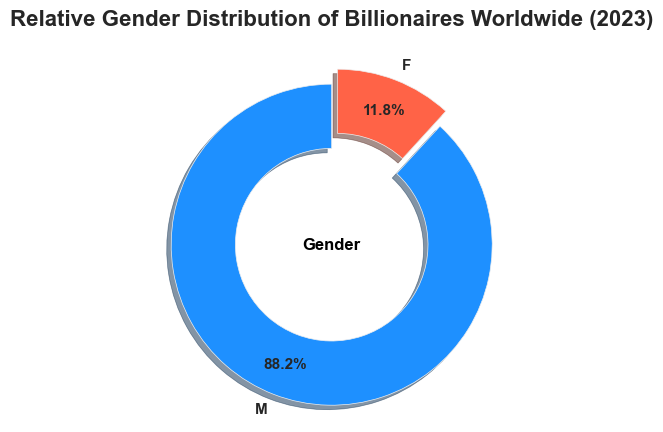 Relative Gender Distribution of Billionaires Worldwide (2023)
F
11.8%
Gender
88.2%
M